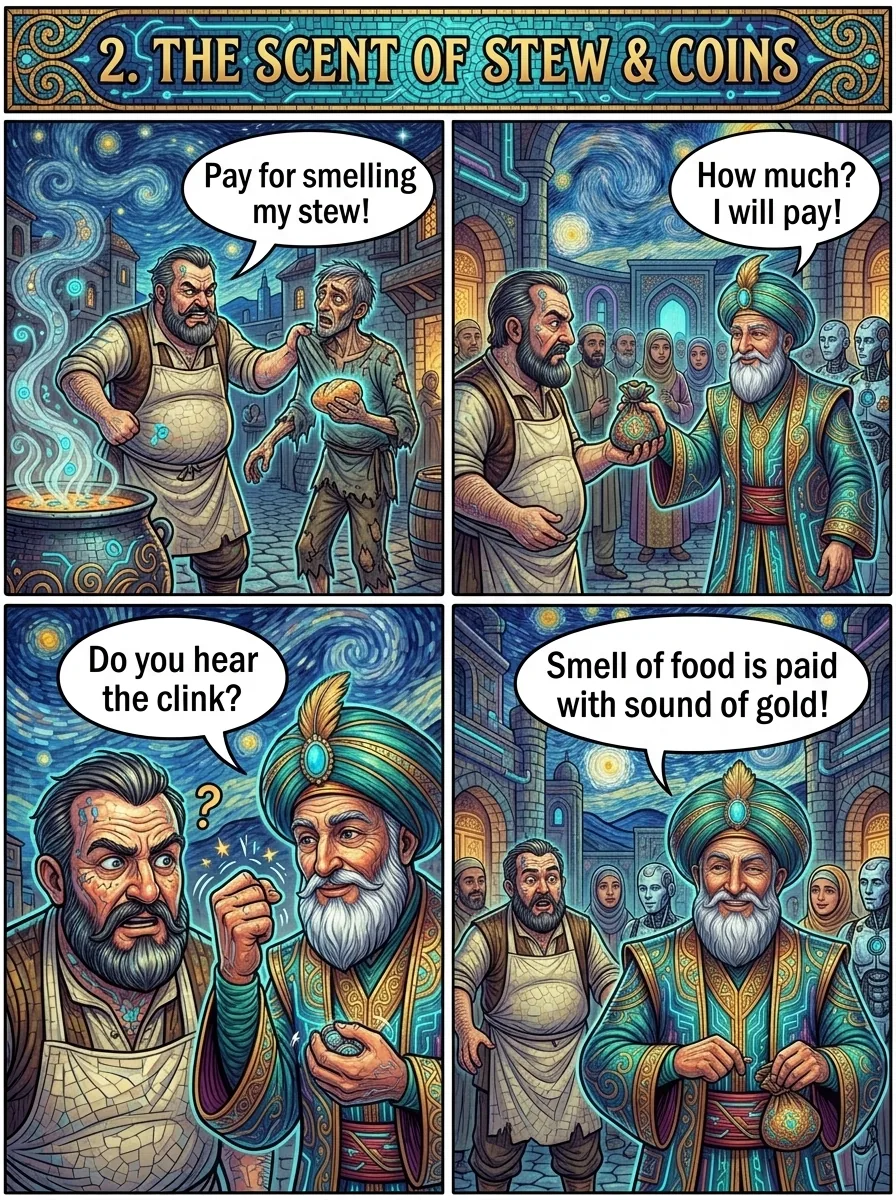 2. THE SCENT OF STEW & COINS
Pay for smelling
my stew!
How much?
I will pay!
Do you hear
the clink?
?
Smell of food is paid
with sound of gold!